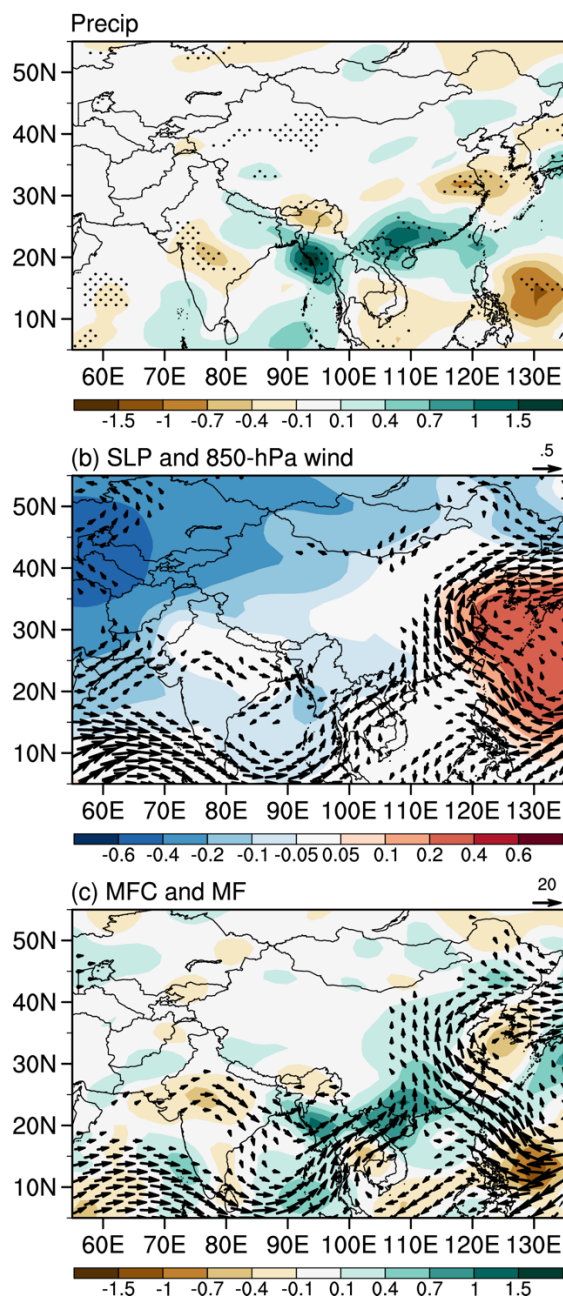 Precip
50N
40N
30N
20N
10N
60E 70E 80E 90E 100E 110E 120E 130E
-1.5 -1 -0.7 -0.4 -0.1 0.1 0.4 0.7 1 1.5
(b) SLP and 850-hPa wind .5
50N
40N
30N
20N
10N
60E 70E 80E 90E 100E 110E 120E 130E
-0.6 -0.4 -0.2 -0.1 -0.05 0.05 0.1 0.2 0.4 0.6
(c) MFC and MF 20
50N
40N
30N
20N
10N
60E 70E 80E 90E 100E 110E 120E 130E
-1.5 -1 -0.7 -0.4 -0.1 0.1 0.4 0.7 1 1.5